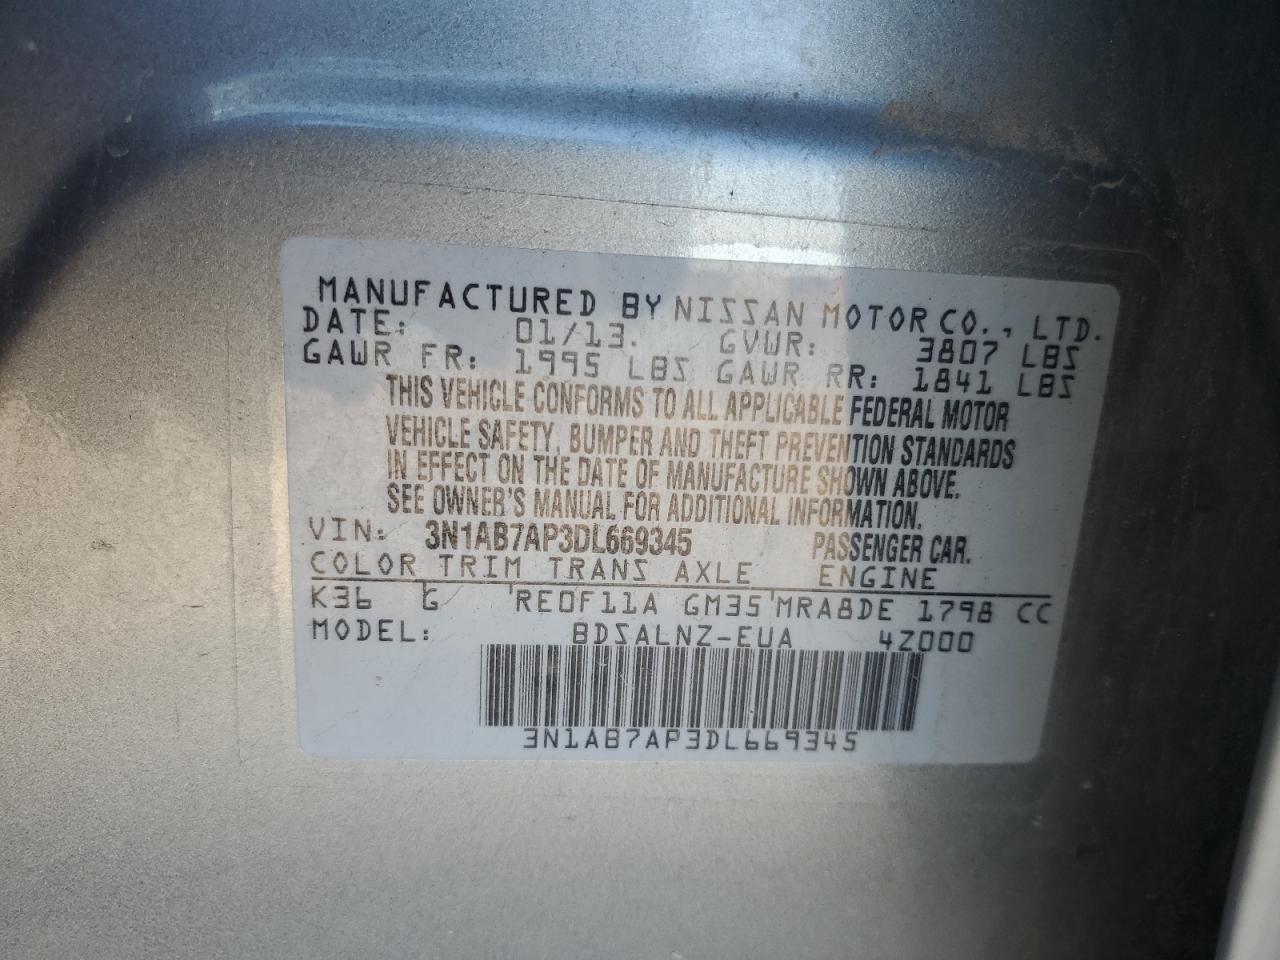 MANUFACTURED BY NISSAN MOTOR CO., LTD.
DATE: 01/13. GVWR: 3807 LBS
GAWR FR: 1995 LBS GAWR RR: 1841 LBS
THIS VEHICLE CONFORMS TO ALL APPLICABLE FEDERAL MOTOR
VEHICLE SAFETY, BUMPER AND THEFT PREVENTION STANDARDS
IN EFFECT ON THE DATE OF MANUFACTURE SHOWN ABOVE.
SEE OWNER'S MANUAL FOR ADDITIONAL INFORMATION.
VIN: 3N1AB7AP3DL669345 PASSENGER CAR.
COLOR TRIM TRANS AXLE ENGINE
K36 G RE0F11A GM35 MRA8DE 1798 CC
MODEL: BDSALNZ-EUA 4Z000
3N1AB7AP3DL669345